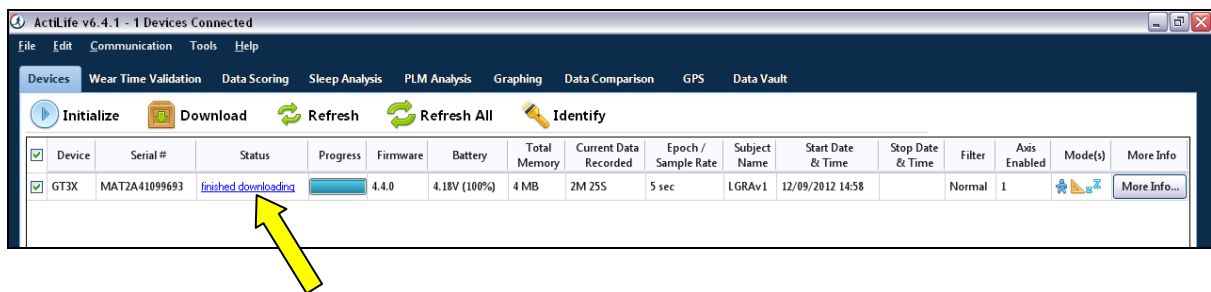 ActiLife v6.4.1 - 1 Devices Connected
File Edit Communication Tools Help
Devices Wear Time Validation Data Scoring Sleep Analysis PLM Analysis Graphing Data Comparison GPS Data Vault
Initialize Download Refresh Refresh All Identify
Device Serial # Status Progress Firmware Battery Total Memory Current Data Recorded Epoch / Sample Rate Subject Name Start Date & Time Stop Date & Time Filter Axis Enabled Mode(s) More Info
GT3X MAT2A41099693 finished downloading 4.4.0 4.18V (100%) 4 MB 2M 25S 5 sec LGRAv1 12/09/2012 14:58 Normal 1 More Info...